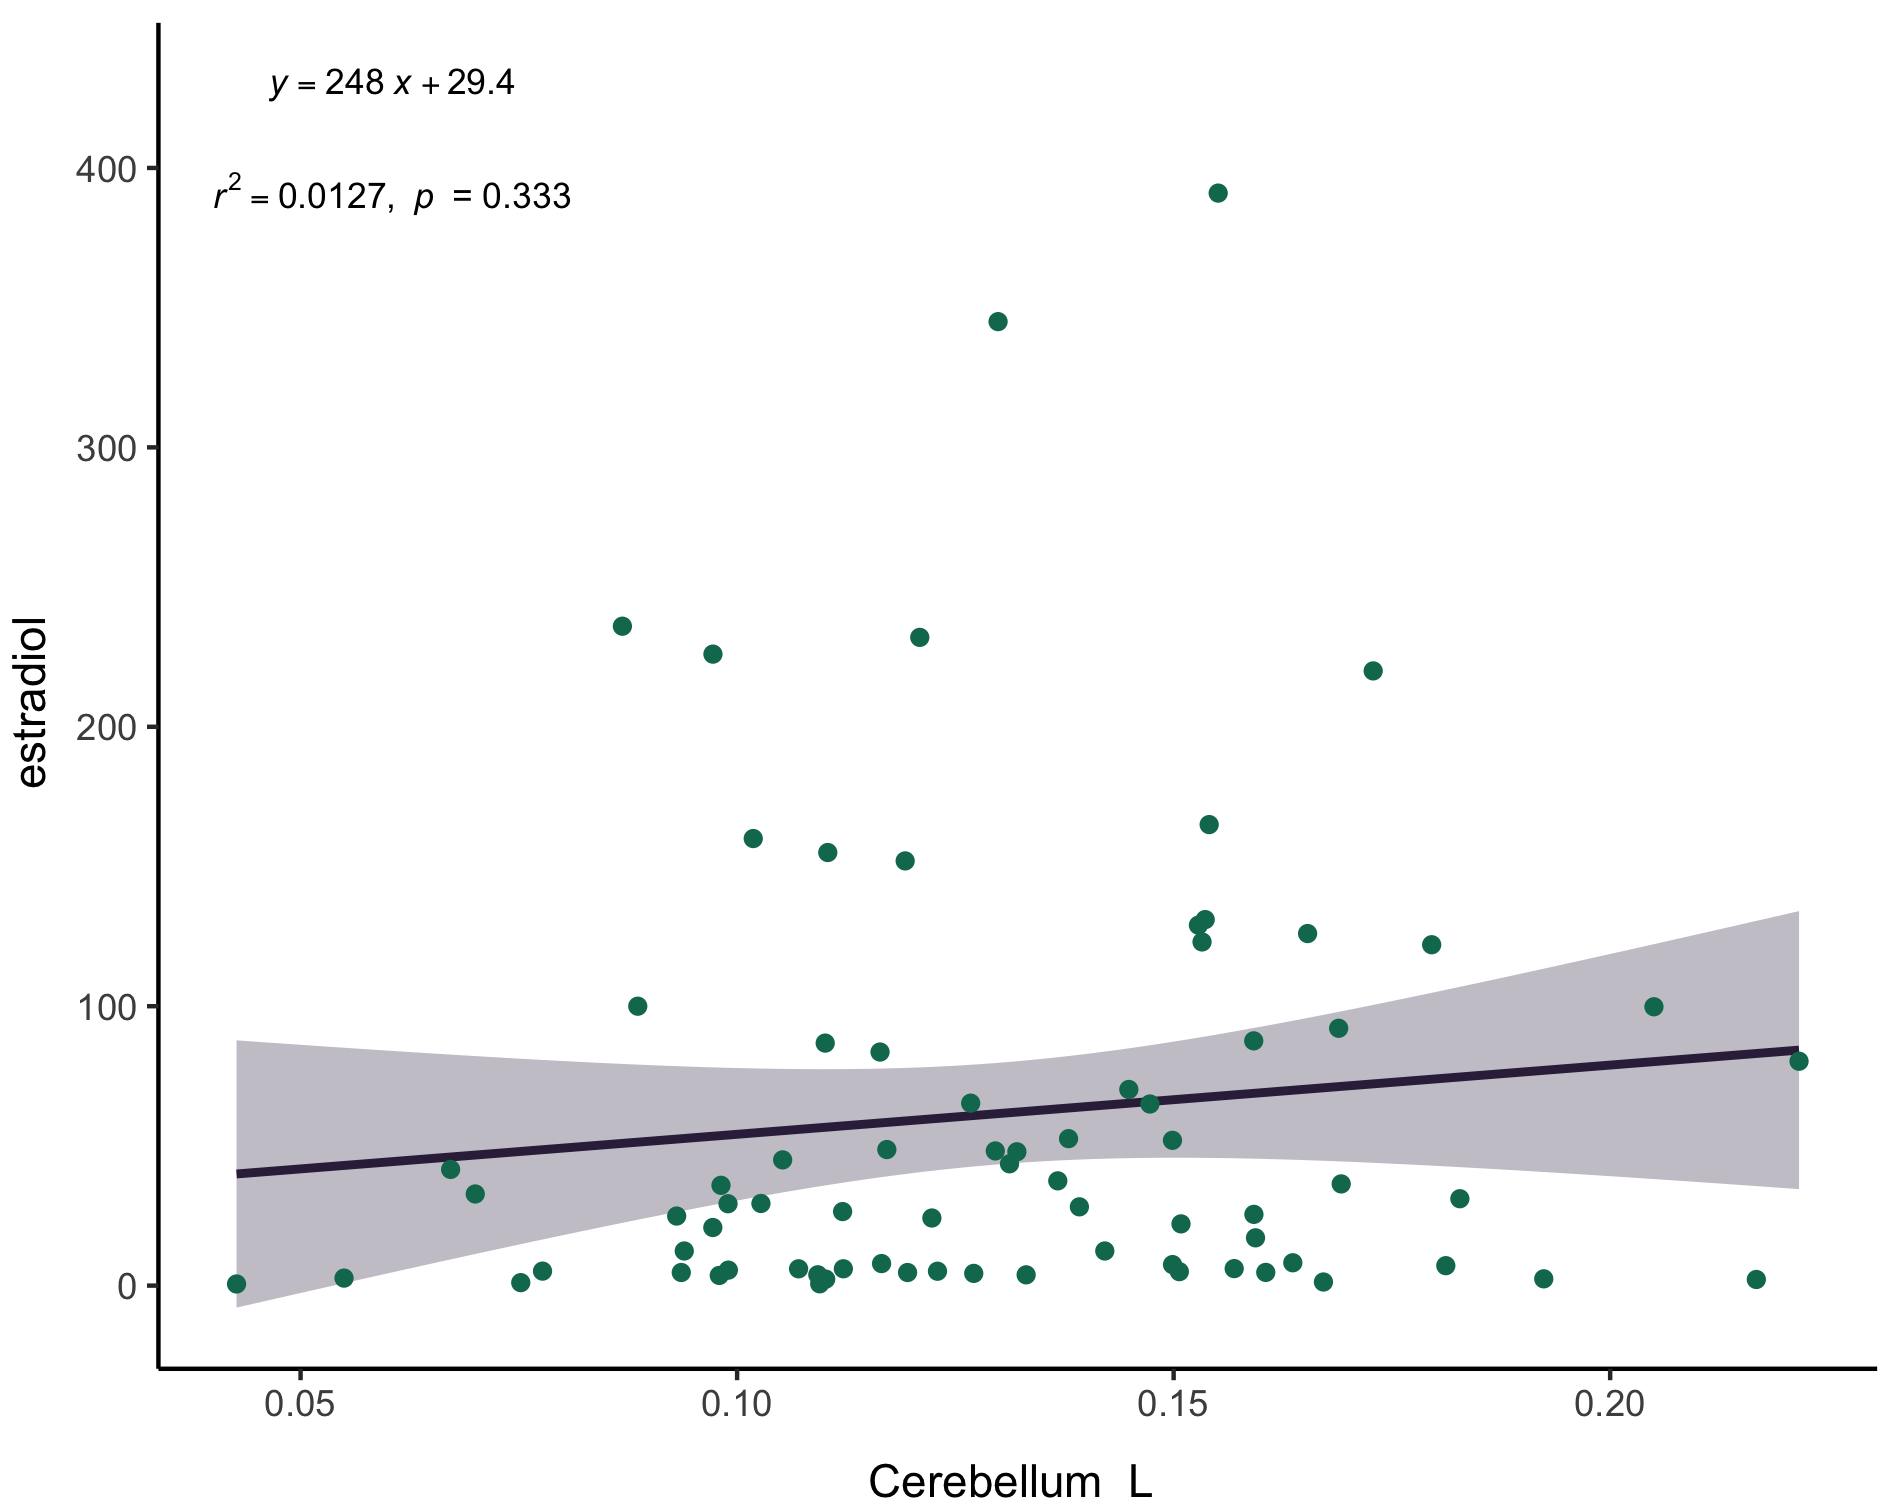 y = 248 x + 29.4
r² = 0.0127, p = 0.333
400
300
200
100
0
estradiol
0.05 0.10 0.15 0.20
Cerebellum L